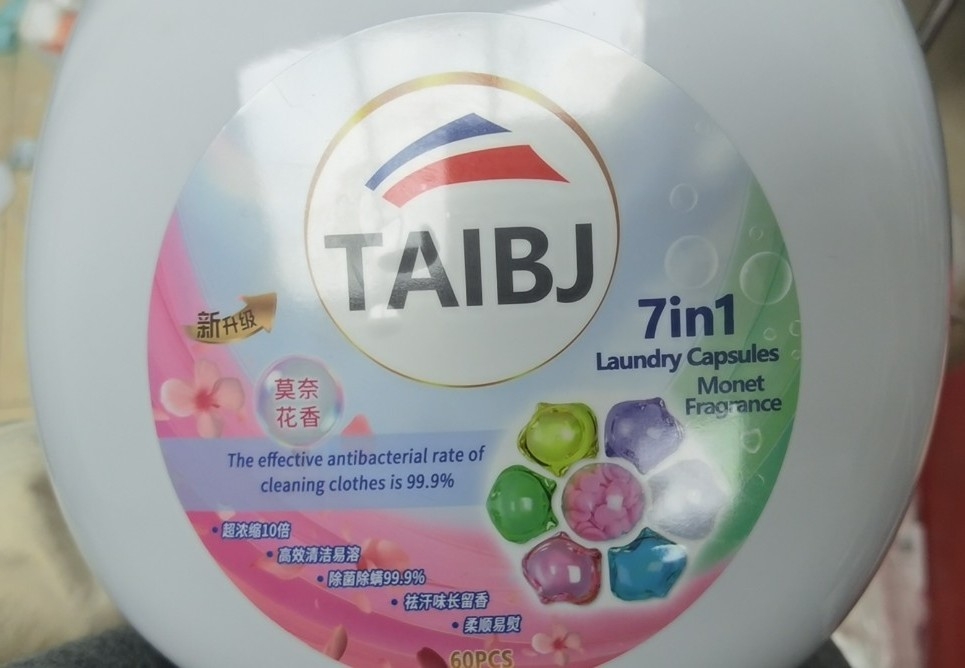 TAIBJ
新升级
7in1
Laundry Capsules
Monet
Fragrance
莫奈
花香
The effective antibacterial rate of
cleaning clothes is 99.9%
• 超浓缩10倍
• 高效清洁易溶
• 除菌除螨99.9%
• 祛汗味长留香
• 柔顺易熨
60PCS